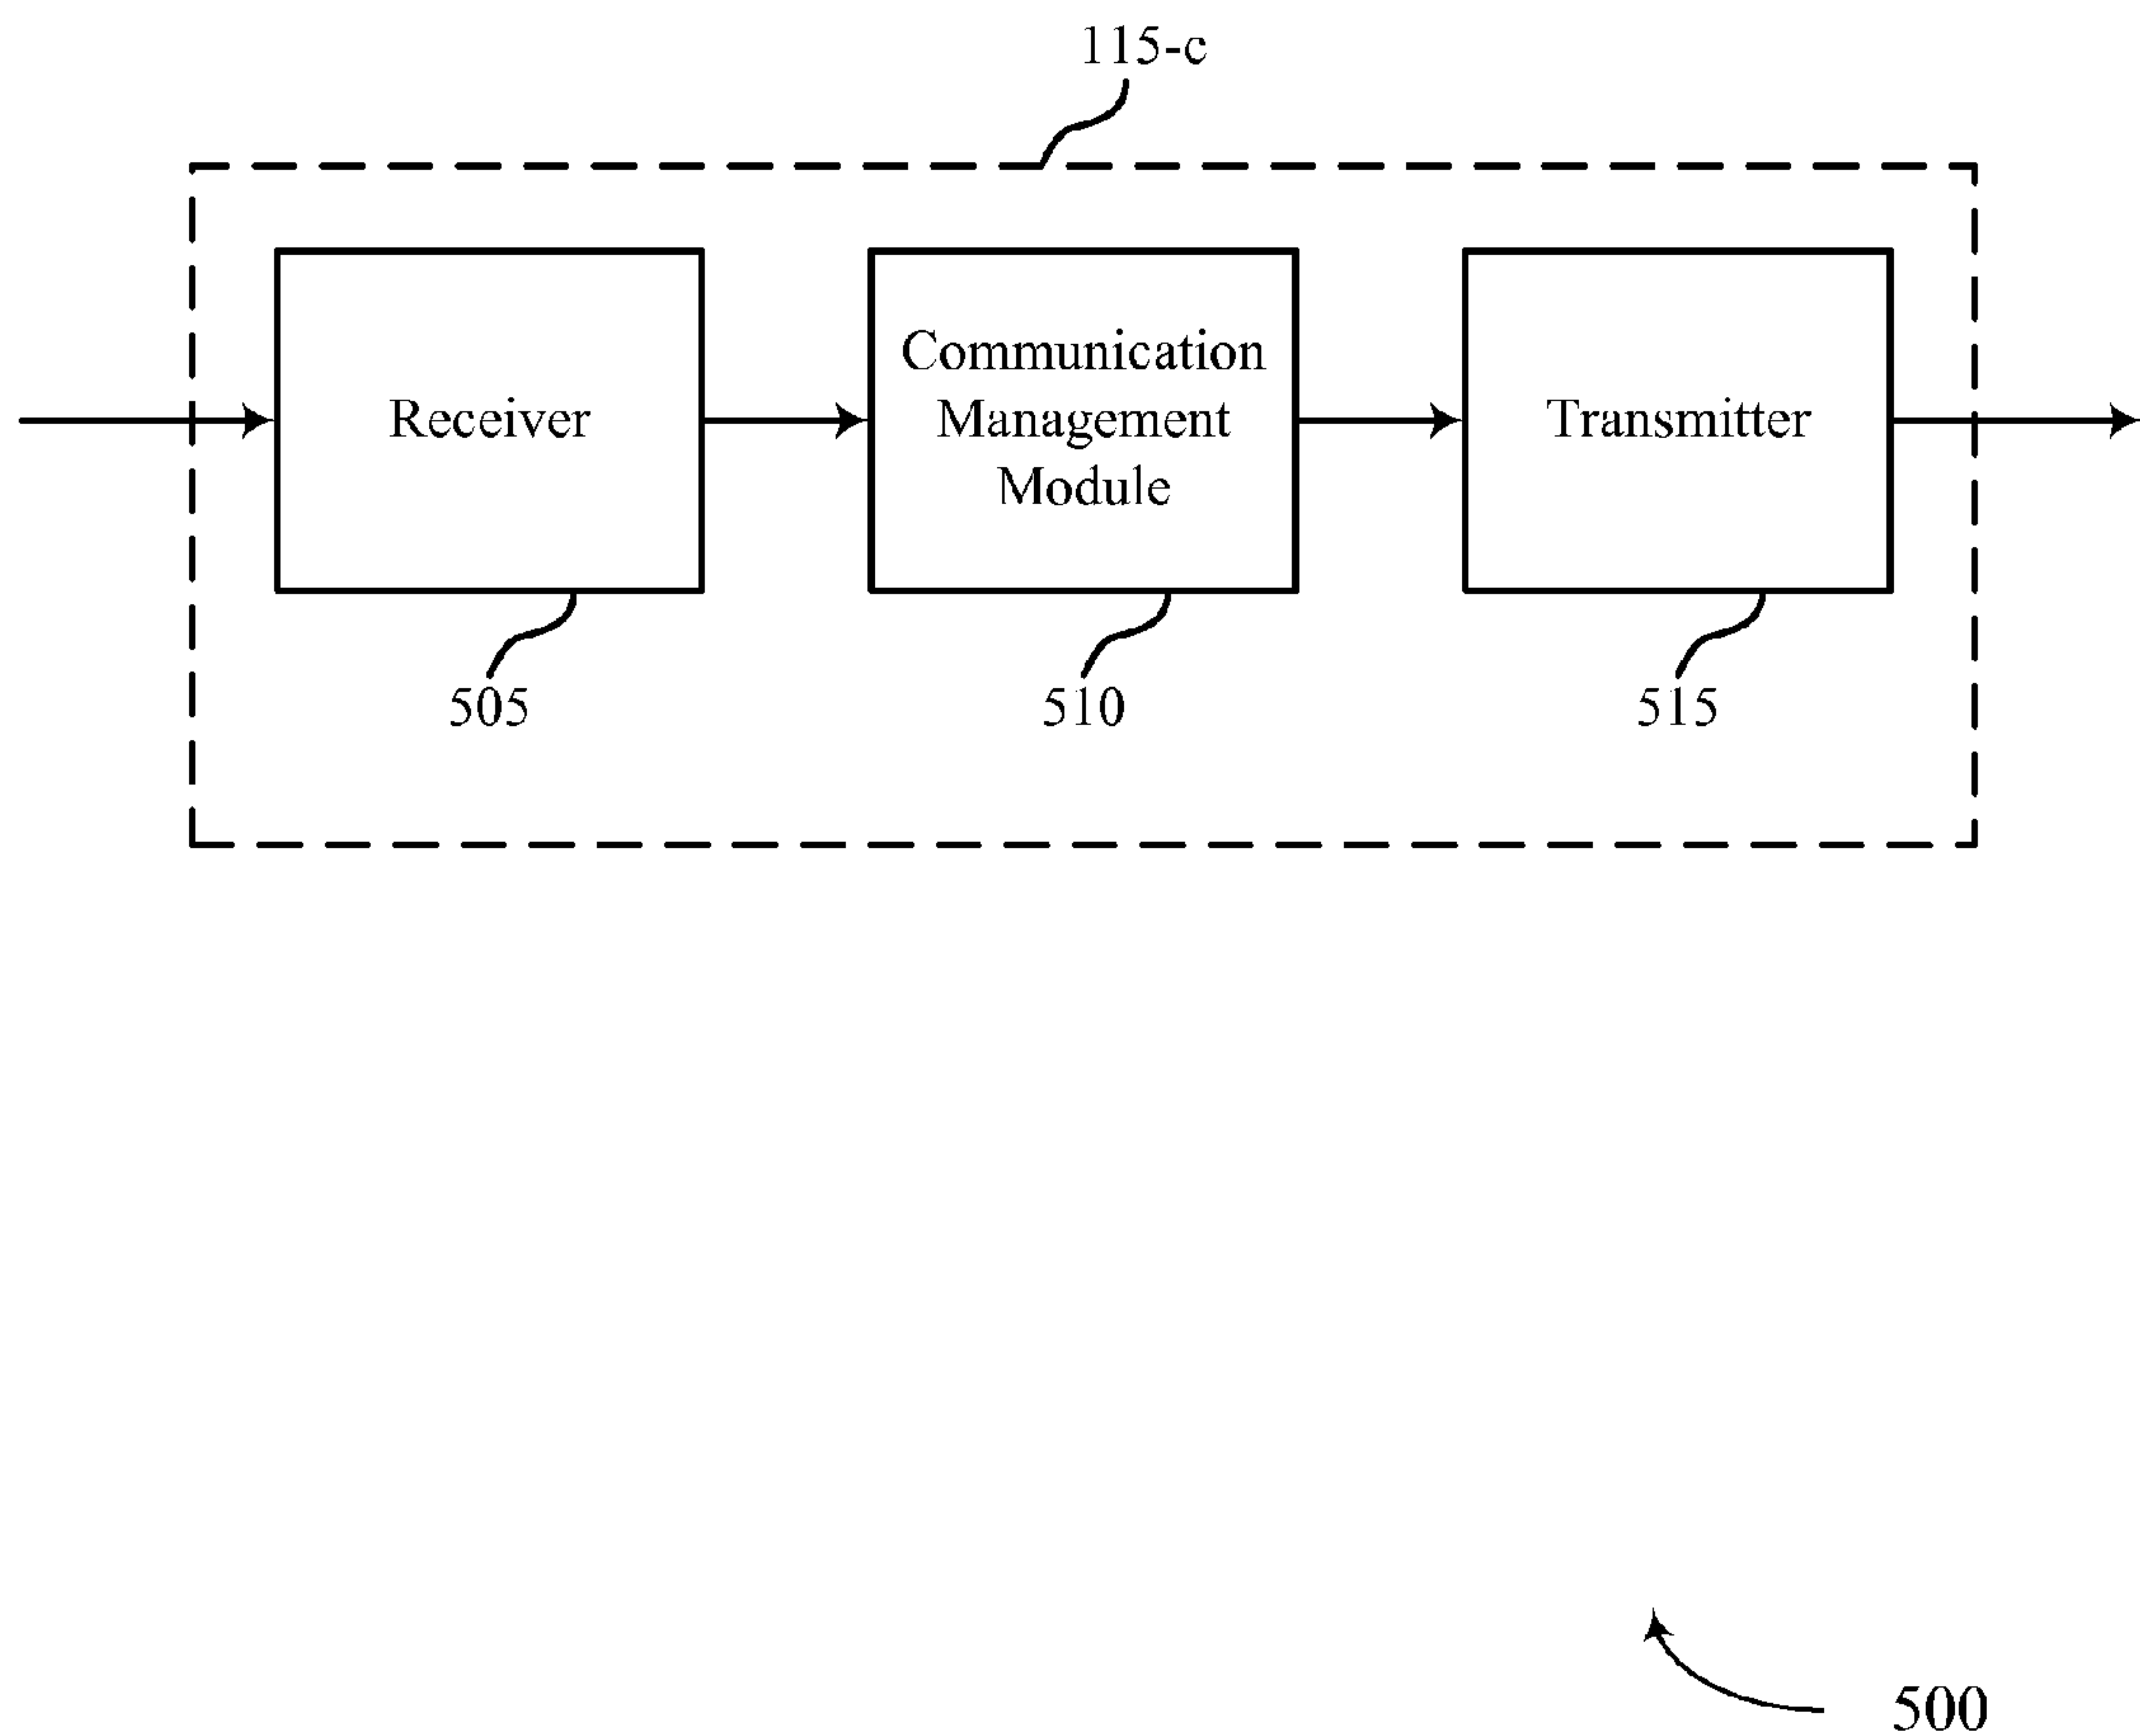 115-c
Receiver
Communication
Management
Module
Transmitter
505
510
515
500